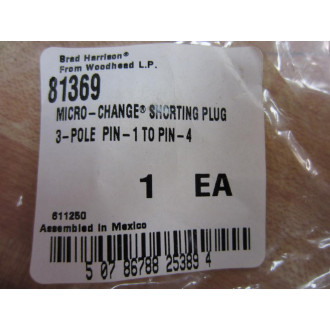 Brad Harrison®
From Woodhead L.P.
81369
MICRO-CHANGE® SHORTING PLUG
3-POLE PIN-1 TO PIN-4
1 EA
611250
Assembled in Mexico
5 07 86788 25389 4